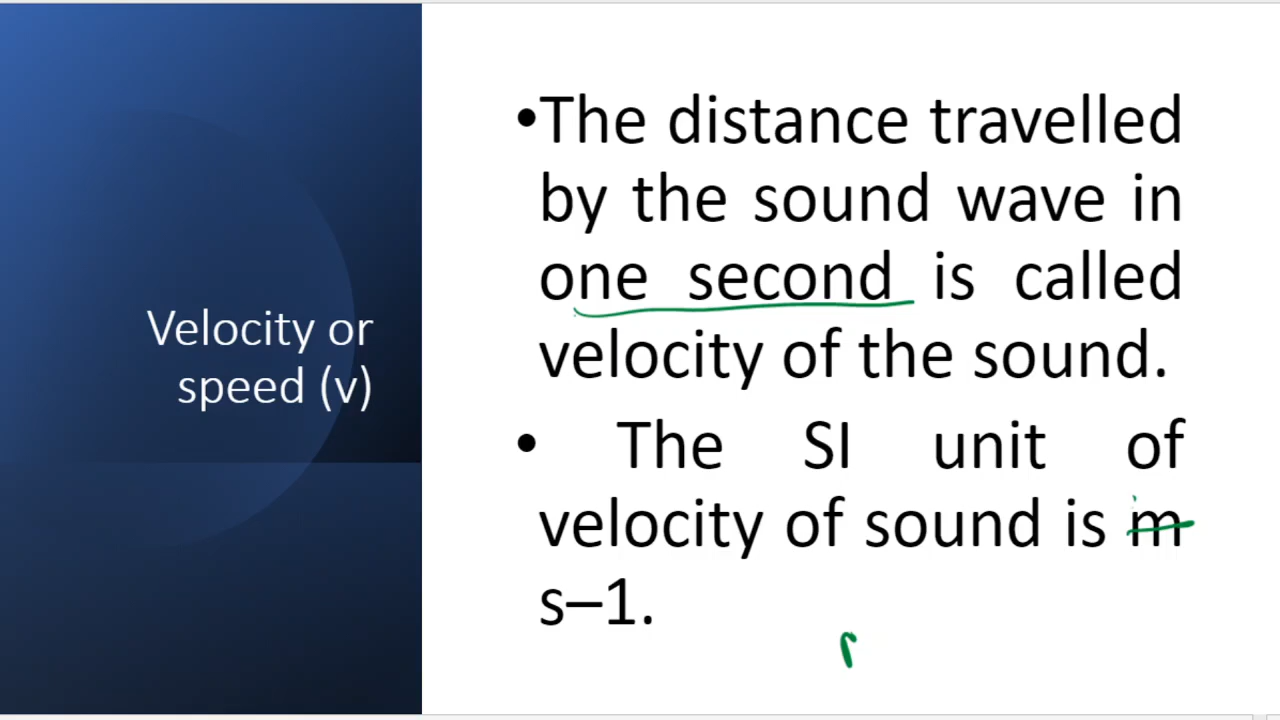 Velocity or
speed (v)
•The distance travelled
by the sound wave in
one second is called
velocity of the sound.
• The SI unit of
velocity of sound is m
s–1.